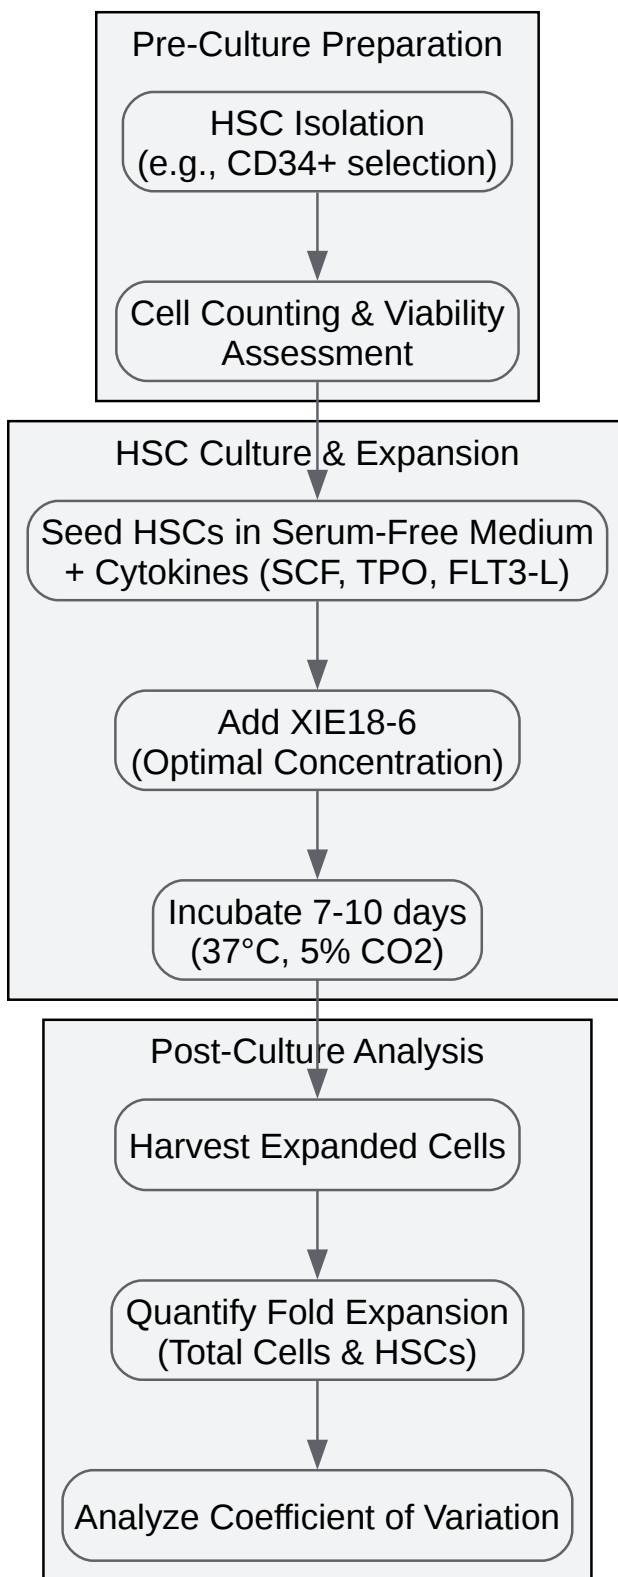 Pre-Culture Preparation
HSC Isolation
(e.g., CD34+ selection)
Cell Counting & Viability
Assessment
HSC Culture & Expansion
Seed HSCs in Serum-Free Medium
+ Cytokines (SCF, TPO, FLT3-L)
Add XIE18-6
(Optimal Concentration)
Incubate 7-10 days
(37°C, 5% CO2)
Post-Culture Analysis
Harvest Expanded Cells
Quantify Fold Expansion
(Total Cells & HSCs)
Analyze Coefficient of Variation